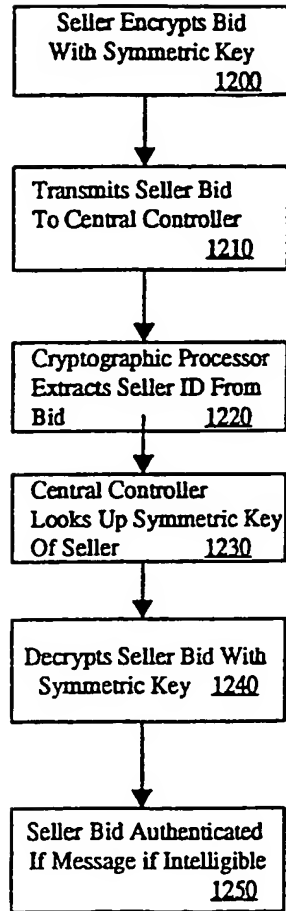 Seller Encrypts Bid
With Symmetric Key
1200
Transmits Seller Bid
To Central Controller
1210
Cryptographic Processor
Extracts Seller ID From
Bid 1220
Central Controller
Looks Up Symmetric Key
Of Seller 1230
Decrypts Seller Bid With
Symmetric Key 1240
Seller Bid Authenticated
If Message if Intelligible
1250